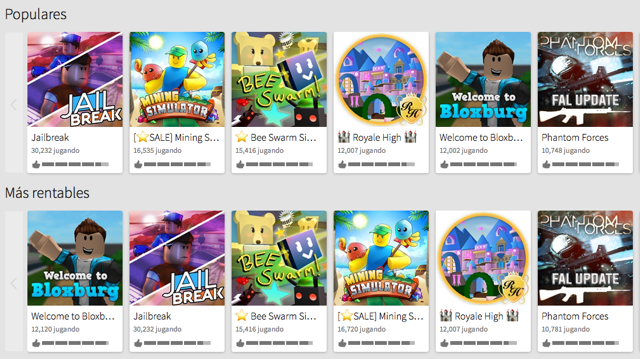 Populares
JAIL BREAK
MINING SIMULATOR
BEE Swarm!
RH
Welcome to Bloxburg
PHANTOM FORCES
FAL UPDATE
Jailbreak
[⭐SALE] Mining S...
⭐ Bee Swarm Si...
🏰 Royale High 🏰
Welcome to Bloxb...
Phantom Forces
30,232 jugando
16,535 jugando
15,416 jugando
12,007 jugando
12,002 jugando
10,748 jugando
Más rentables
Welcome to Bloxburg
JAIL BREAK
BEE Swarm!
MINING SIMULATOR
RH
PHANTOM FORCES
FAL UPDATE
Welcome to Bloxb...
Jailbreak
⭐ Bee Swarm Si...
[⭐SALE] Mining S...
🏰 Royale High 🏰
Phantom Forces
12,120 jugando
30,232 jugando
15,416 jugando
16,720 jugando
12,007 jugando
10,781 jugando